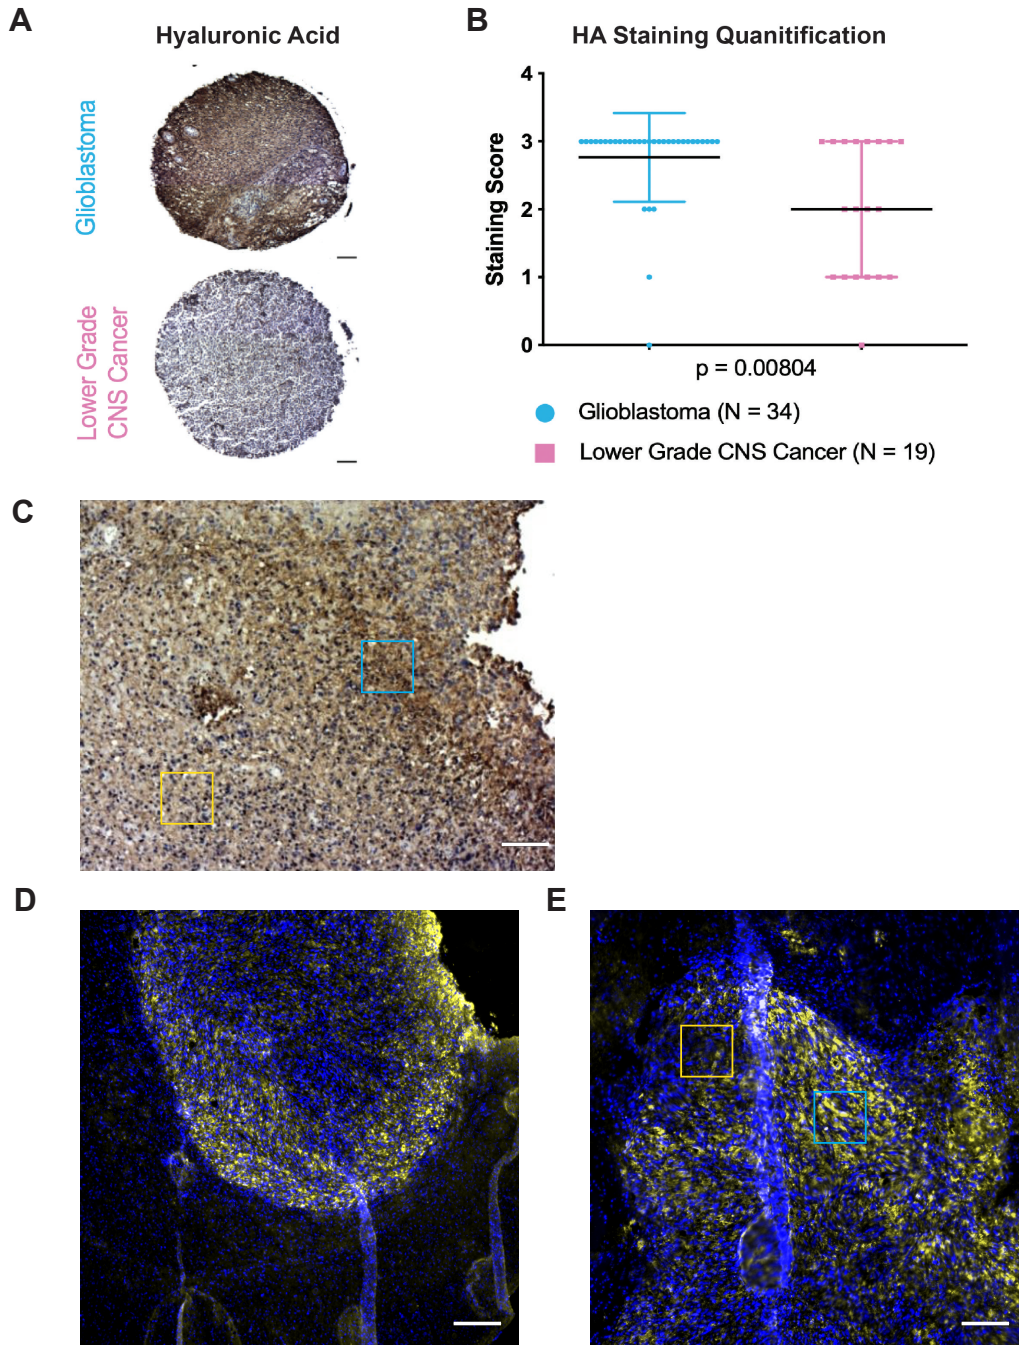 A
Hyaluronic Acid
Glioblastoma
Lower Grade
CNS Cancer
B
HA Staining Quanitification
Staining Score
4
3
2
1
0
p = 0.00804
Glioblastoma (N = 34)
Lower Grade CNS Cancer (N = 19)
C
D
E